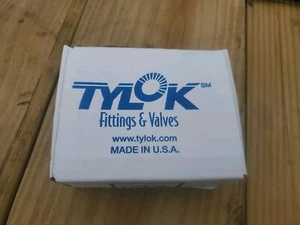 TYLOK SM
Fittings & Valves
www.tylok.com
MADE IN U.S.A.